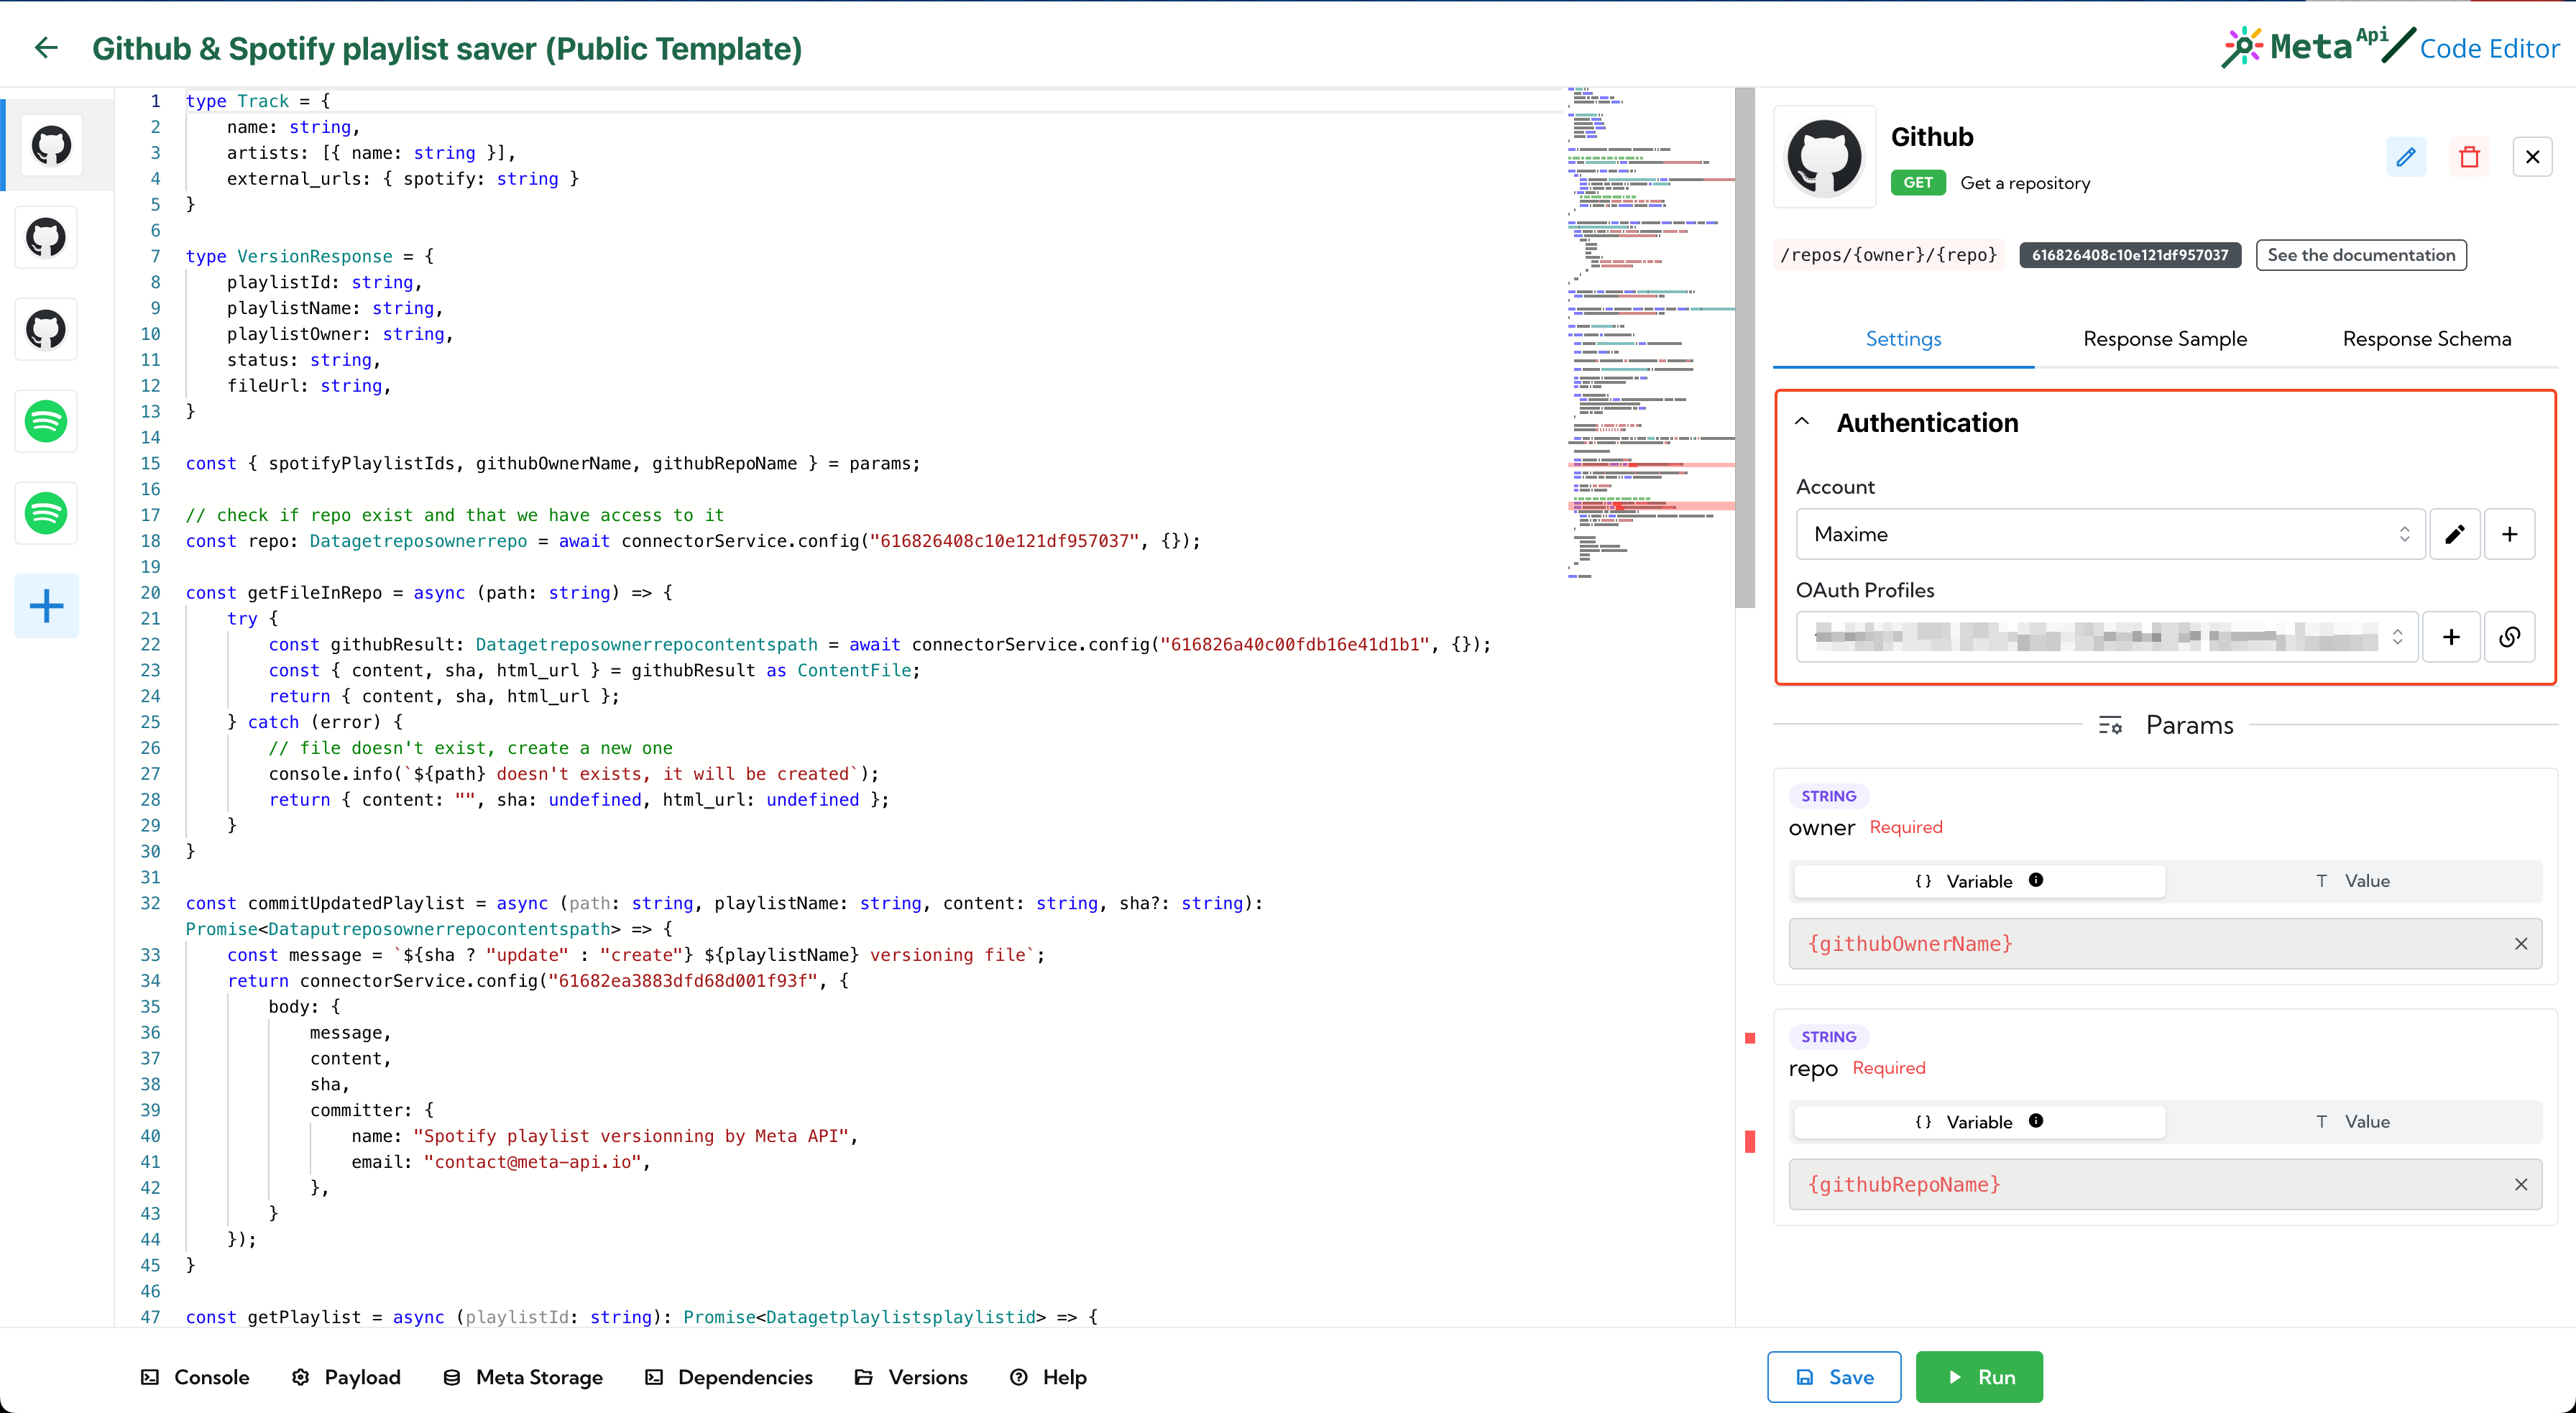 Github & Spotify playlist saver (Public Template)
Meta Api Code Editor
1 type Track = {
2 name: string,
3 artists: [{ name: string }],
4 external_urls: { spotify: string }
5 }
6
7 type VersionResponse = {
8 playlistId: string,
9 playlistName: string,
10 playlistOwner: string,
11 status: string,
12 fileUrl: string,
13 }
14
15 const { spotifyPlaylistIds, githubOwnerName, githubRepoName } = params;
16
17 // check if repo exist and that we have access to it
18 const repo: Datagetreposownerrepo = await connectorService.config("616826408c10e121df957037", {});
19
20 const getFileInRepo = async (path: string) => {
21 try {
22 const githubResult: Datagetreposownerrepocontentspath = await connectorService.config("616826a40c00fdb16e41d1b1", {});
23 const { content, sha, html_url } = githubResult as ContentFile;
24 return { content, sha, html_url };
25 } catch (error) {
26 // file doesn't exist, create a new one
27 console.info(`${path} doesn't exists, it will be created`);
28 return { content: "", sha: undefined, html_url: undefined };
29 }
30 }
31
32 const commitUpdatedPlaylist = async (path: string, playlistName: string, content: string, sha?: string):
Promise<Dataputreposownerrepocontentspath> => {
33 const message = `${sha ? "update" : "create"} ${playlistName} versioning file`;
34 return connectorService.config("61682ea3883dfd68d001f93f", {
35 body: {
36 message,
37 content,
38 sha,
39 committer: {
40 name: "Spotify playlist versionning by Meta API",
41 email: "contact@meta-api.io",
42 },
43 }
44 });
45 }
46
47 const getPlaylist = async (playlistId: string): Promise<Datagetplaylistsplaylistid> => {
Github
GET Get a repository
/repos/{owner}/{repo} 616826408c10e121df957037 See the documentation
Settings Response Sample Response Schema
Authentication
Account
Maxime
OAuth Profiles
Params
STRING
owner Required
{} Variable T Value
{githubOwnerName}
STRING
repo Required
{} Variable T Value
{githubRepoName}
Console Payload Meta Storage Dependencies Versions Help
Save Run